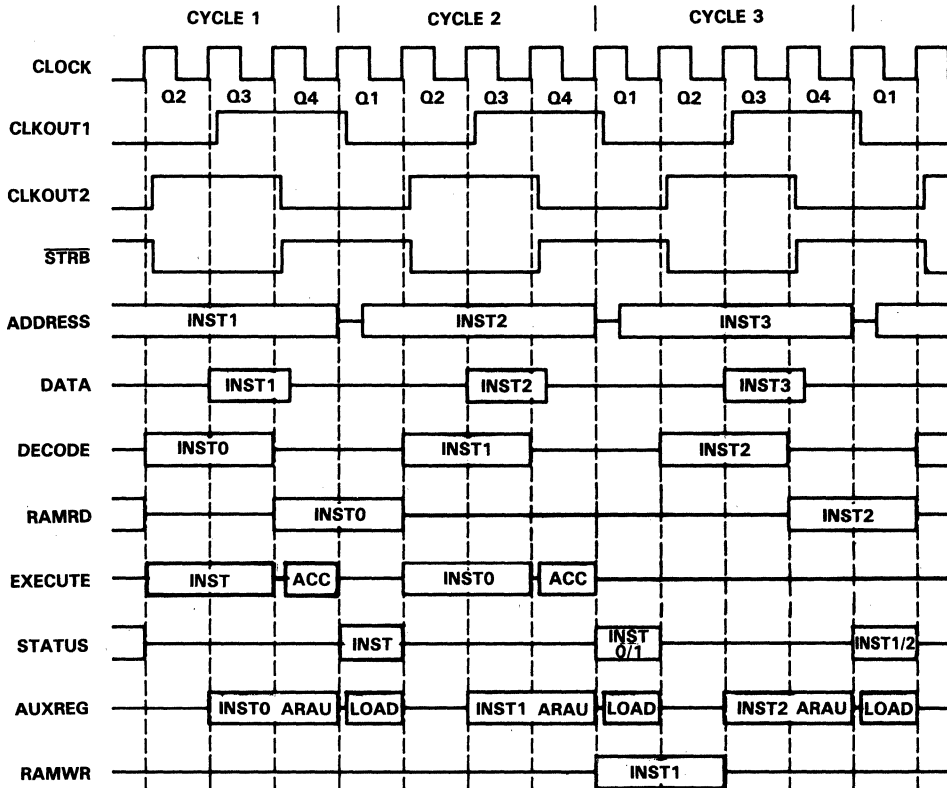 CYCLE 1 CYCLE 2 CYCLE 3
CLOCK
Q2 Q3 Q4 Q1 Q2 Q3 Q4 Q1 Q2 Q3 Q4 Q1
CLKOUT1
CLKOUT2
STRB
ADDRESS INST1 INST2 INST3
DATA INST1 INST2 INST3
DECODE INST0 INST1 INST2
RAMRD INST0 INST2
EXECUTE INST ACC INST0 ACC
STATUS INST INST 0/1 INST1/2
AUXREG INST0 ARAU LOAD INST1 ARAU LOAD INST2 ARAU LOAD
RAMWR INST1